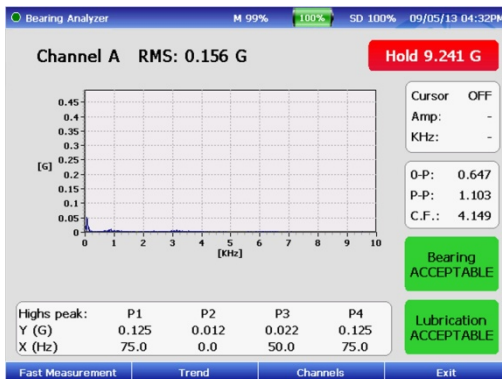 Bearing Analyzer M 99% 100% SD 100% 09/05/13 04:32PM
Channel A RMS: 0.156 G
Hold 9.241 G
Cursor OFF
Amp: -
KHz: -
0-P: 0.647
P-P: 1.103
C.F.: 4.149
Bearing
ACCEPTABLE
Lubrication
ACCEPTABLE
[G]
0.45
0.4
0.35
0.3
0.25
0.2
0.15
0.1
0.05
0
0 1 2 3 4 5 6 7 8 9 10
[KHz]
Highs peak: P1 P2 P3 P4
Y (G) 0.125 0.012 0.022 0.125
X (Hz) 75.0 0.0 50.0 75.0
Fast Measurement Trend Channels Exit